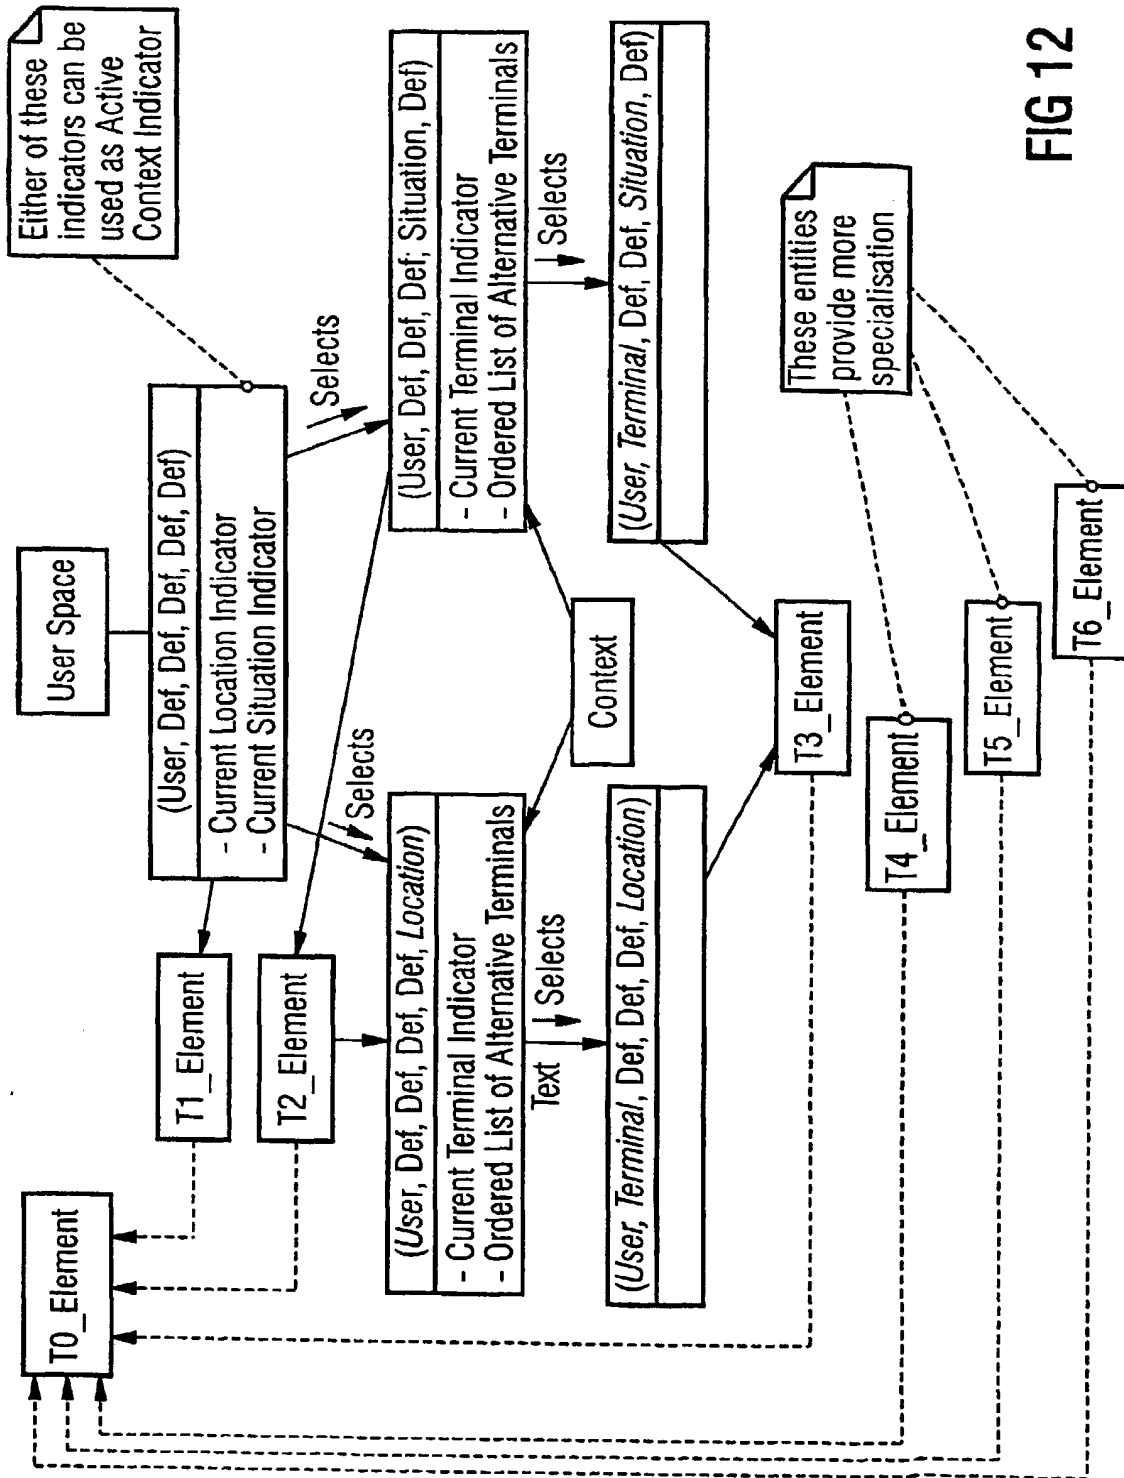 Either of these
indicators can be
used as Active
Context Indicator
User Space
(User, Def, Def, Def, Def, Def)
- Current Location Indicator
- Current Situation Indicator
T0_Element
T1_Element
T2_Element
Selects
Selects
(User, Def, Def, Def, Def, Location)
- Current Terminal Indicator
- Ordered List of Alternative Terminals
(User, Def, Def, Def; Situation, Def)
- Current Terminal Indicator
- Ordered List of Alternative Terminals
Text
Selects
Context
Selects
(User, Terminal, Def, Def, Def, Location)
(User, Terminal, Def, Def, Situation, Def)
T3_Element
These entities
provide more
specialisation
T4_Element
T5_Element
T6_Element
FIG 12